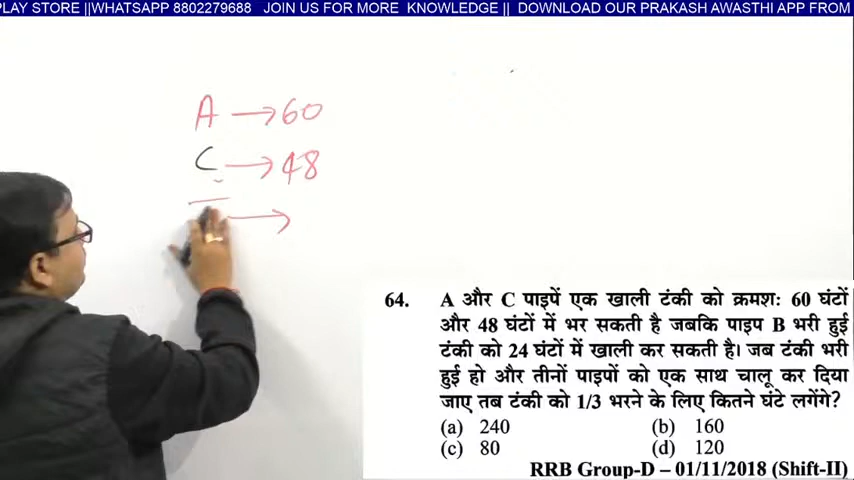 PLAY STORE ||WHATSAPP 8802279688 JOIN US FOR MORE KNOWLEDGE || DOWNLOAD OUR PRAKASH AWASTHI APP FROM
A → 60
C → 48
→
64. A और C पाइपें एक खाली टंकी को क्रमश: 60 घंटों
और 48 घंटों में भर सकती है जबकि पाइप B भरी हुई
टंकी को 24 घंटों में खाली कर सकती है। जब टंकी भरी
हुई हो और तीनों पाइपों को एक साथ चालू कर दिया
जाए तब टंकी को 1/3 भरने के लिए कितने घंटे लगेंगे?
(a) 240 (b) 160
(c) 80 (d) 120
RRB Group-D – 01/11/2018 (Shift-II)